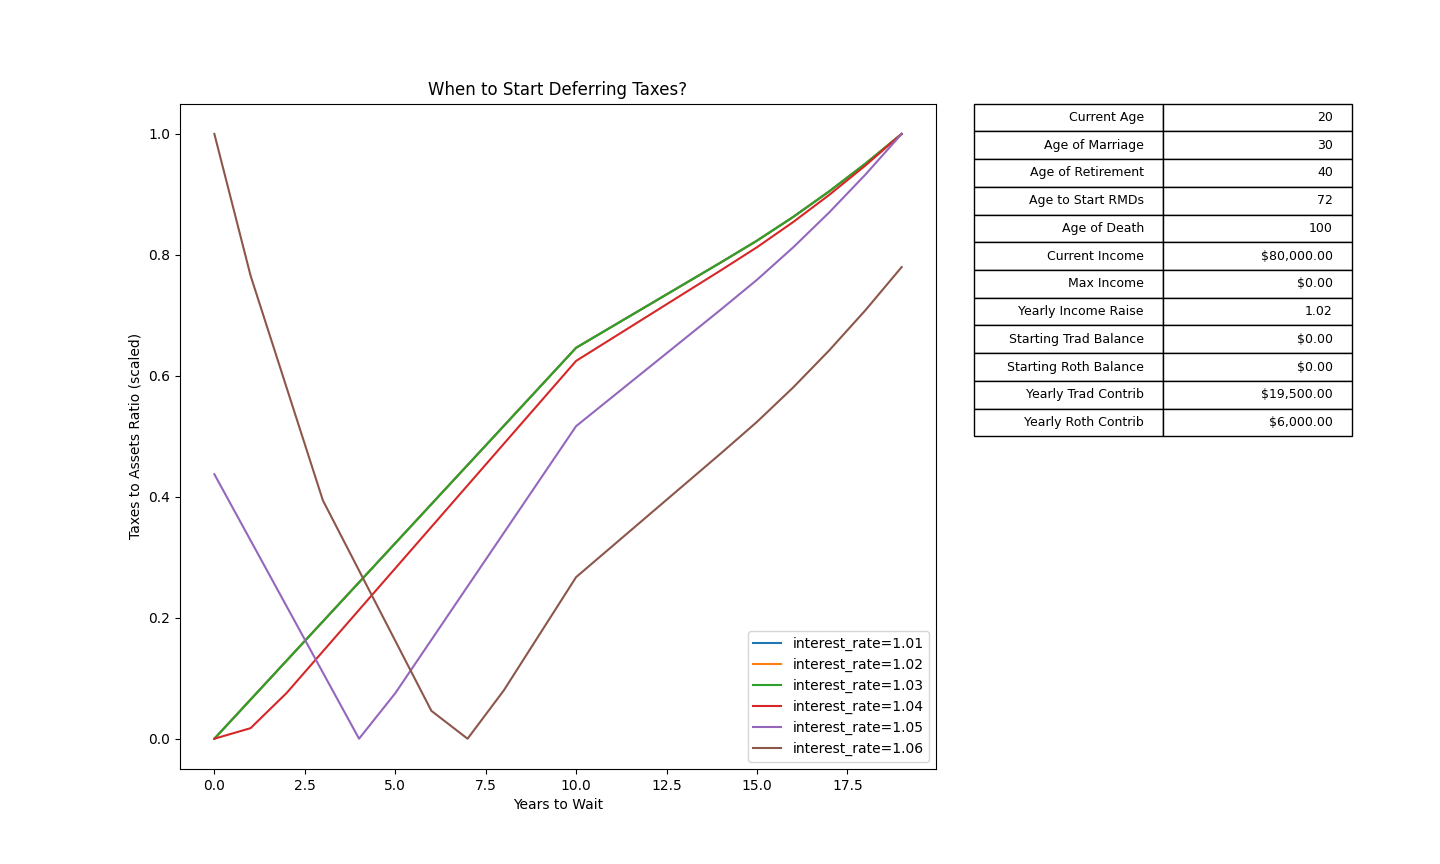 When to Start Deferring Taxes?
Taxes to Assets Ratio (scaled)
1.0
0.8
0.6
0.4
0.2
0.0
0.0 2.5 5.0 7.5 10.0 12.5 15.0 17.5
Years to Wait
interest_rate=1.01
interest_rate=1.02
interest_rate=1.03
interest_rate=1.04
interest_rate=1.05
interest_rate=1.06
Current Age 20
Age of Marriage 30
Age of Retirement 40
Age to Start RMDs 72
Age of Death 100
Current Income $80,000.00
Max Income $0.00
Yearly Income Raise 1.02
Starting Trad Balance $0.00
Starting Roth Balance $0.00
Yearly Trad Contrib $19,500.00
Yearly Roth Contrib $6,000.00